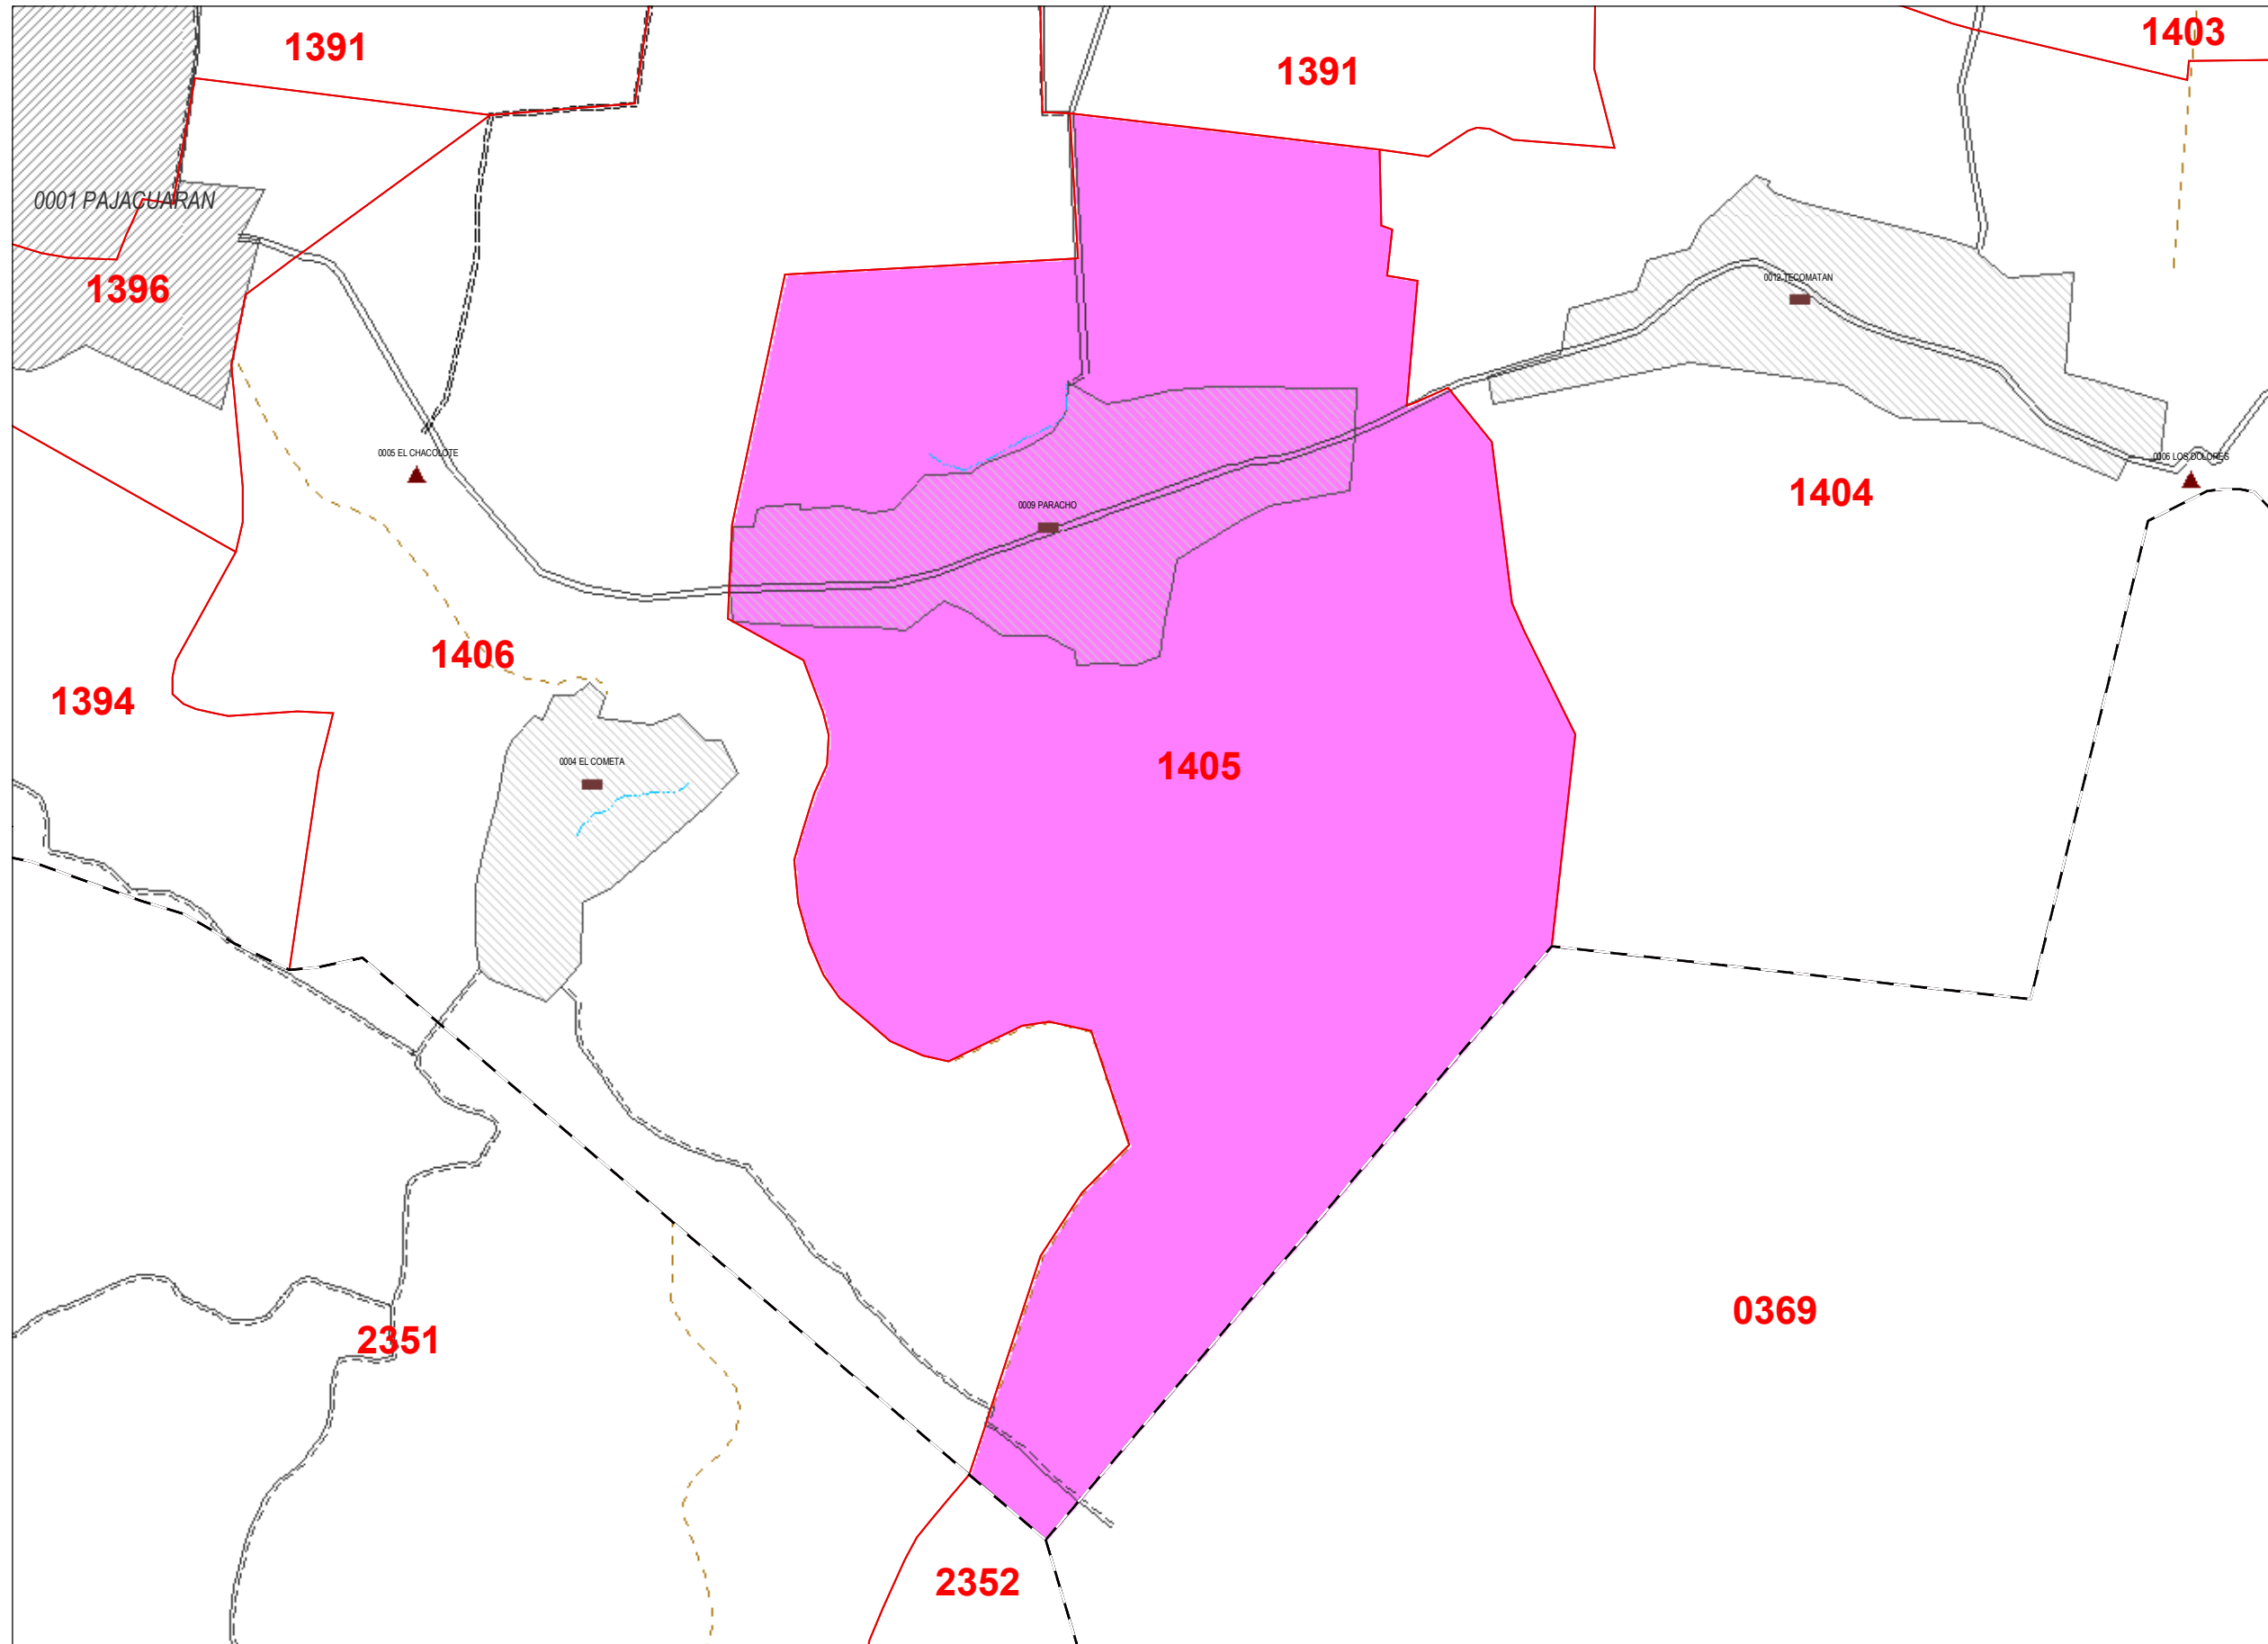 1403
1391
1391
0001 PAJACUARAN
0012 TECOMATAN
1396
0005 EL CHACOLOTE
0006 LOS DOLORES
1404
0009 PARACHO
1406
1394
0004 EL COMETA
1405
0369
2351
2352